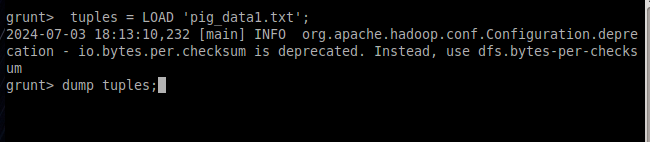 grunt>  tuples = LOAD 'pig_data1.txt';
2024-07-03 18:13:10,232 [main] INFO  org.apache.hadoop.conf.Configuration.depre
cation - io.bytes.per.checksum is deprecated. Instead, use dfs.bytes-per-checks
um
grunt> dump tuples;